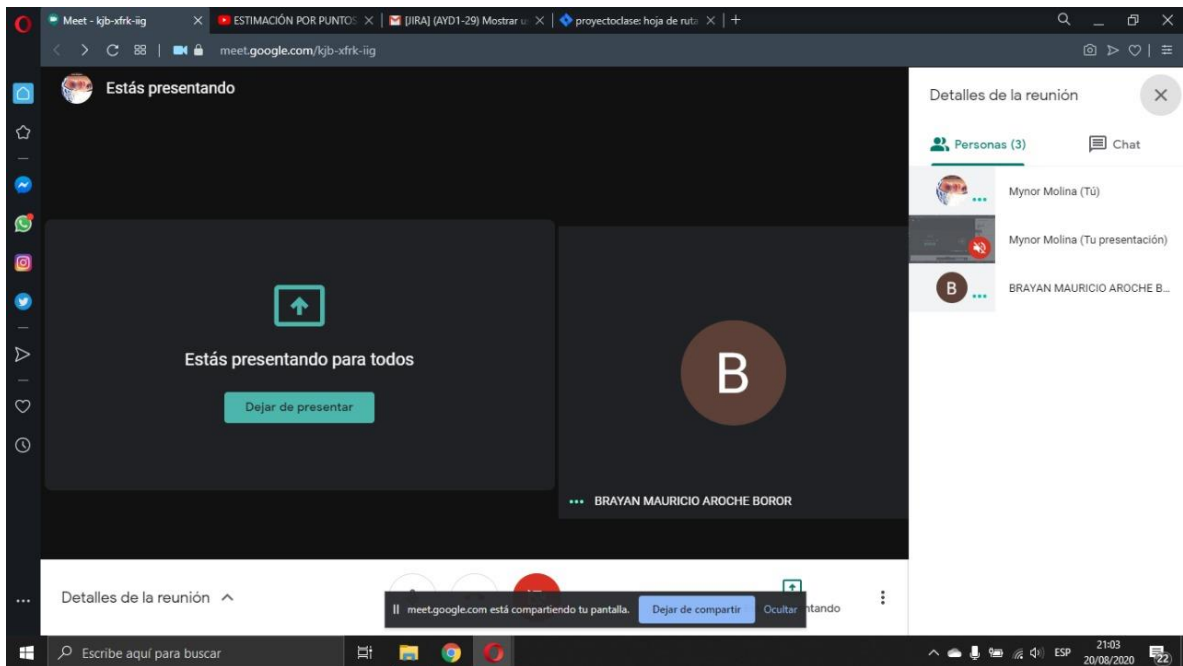 Meet - kjb-xfrk-iig
ESTIMACIÓN POR PUNTOS
[JIRA] (AYD1-29) Mostrar u
proyectoclase: hoja de ruta
meet.google.com/kjb-xfrk-iig
Estás presentando
Detalles de la reunión
Personas (3)
Chat
Mynor Molina (Tú)
Mynor Molina (Tu presentación)
BRAYAN MAURICIO AROCHE B...
Estás presentando para todos
Dejar de presentar
B
B
BRAYAN MAURICIO AROCHE BOROR
Detalles de la reunión
meet.google.com está compartiendo tu pantalla.
Dejar de compartir
Ocultar
ntando
Escribe aquí para buscar
ESP
21:03
20/08/2020
22